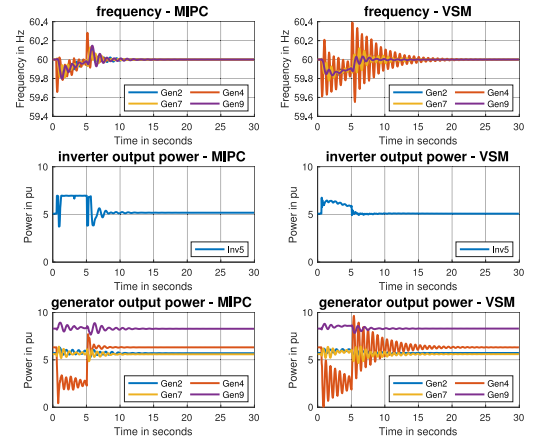 frequency - MIPC
frequency - VSM
Frequency in Hz
60,4
60,2
60
59,8
59,6
59,4
0 5 10 15 20 25 30
Time in seconds
Gen2 Gen4
Gen7 Gen9
Frequency in Hz
60,4
60,2
60
59,8
59,6
59,4
0 5 10 15 20 25 30
Time in seconds
Gen2 Gen4
Gen7 Gen9
inverter output power - MIPC
inverter output power - VSM
Power in pu
10
5
0
0 5 10 15 20 25 30
Time in seconds
Inv5
Power in pu
10
5
0
0 5 10 15 20 25 30
Time in seconds
Inv5
generator output power - MIPC
generator output power - VSM
Power in pu
10
5
0
0 5 10 15 20 25 30
Time in seconds
Gen2 Gen4
Gen7 Gen9
Power in pu
10
5
0
0 5 10 15 20 25 30
Time in seconds
Gen2 Gen4
Gen7 Gen9